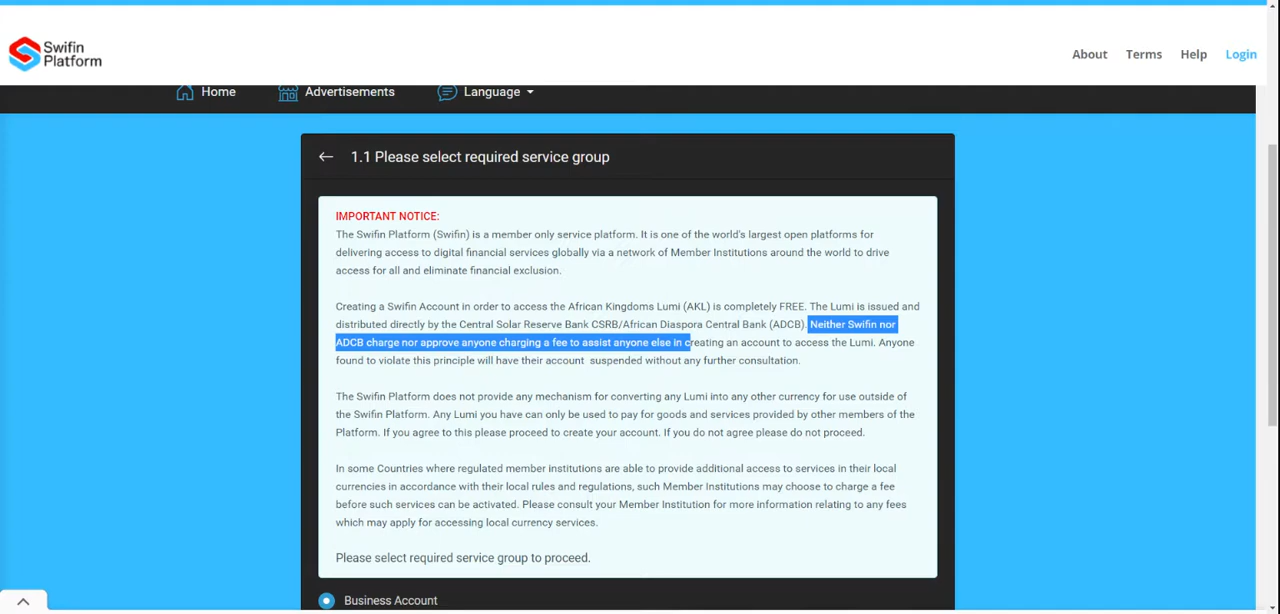 Swifin
Platform
About Terms Help Login
Home Advertisements Language
1.1 Please select required service group
IMPORTANT NOTICE:
The Swifin Platform (Swifin) is a member only service platform. It is one of the world's largest open platforms for
delivering access to digital financial services globally via a network of Member Institutions around the world to drive
access for all and eliminate financial exclusion.
Creating a Swifin Account in order to access the African Kingdoms Lumi (AKL) is completely FREE. The Lumi is issued and
distributed directly by the Central Solar Reserve Bank CSRB/African Diaspora Central Bank (ADCB). Neither Swifin nor
ADCB charge nor approve anyone charging a fee to assist anyone else in creating an account to access the Lumi. Anyone
found to violate this principle will have their account suspended without any further consultation.
The Swifin Platform does not provide any mechanism for converting any Lumi into any other currency for use outside of
the Swifin Platform. Any Lumi you have can only be used to pay for goods and services provided by other members of the
Platform. If you agree to this please proceed to create your account. If you do not agree please do not proceed.
In some Countries where regulated member institutions are able to provide additional access to services in their local
currencies in accordance with their local rules and regulations, such Member Institutions may choose to charge a fee
before such services can be activated. Please consult your Member Institution for more information relating to any fees
which may apply for accessing local currency services.
Please select required service group to proceed.
Business Account